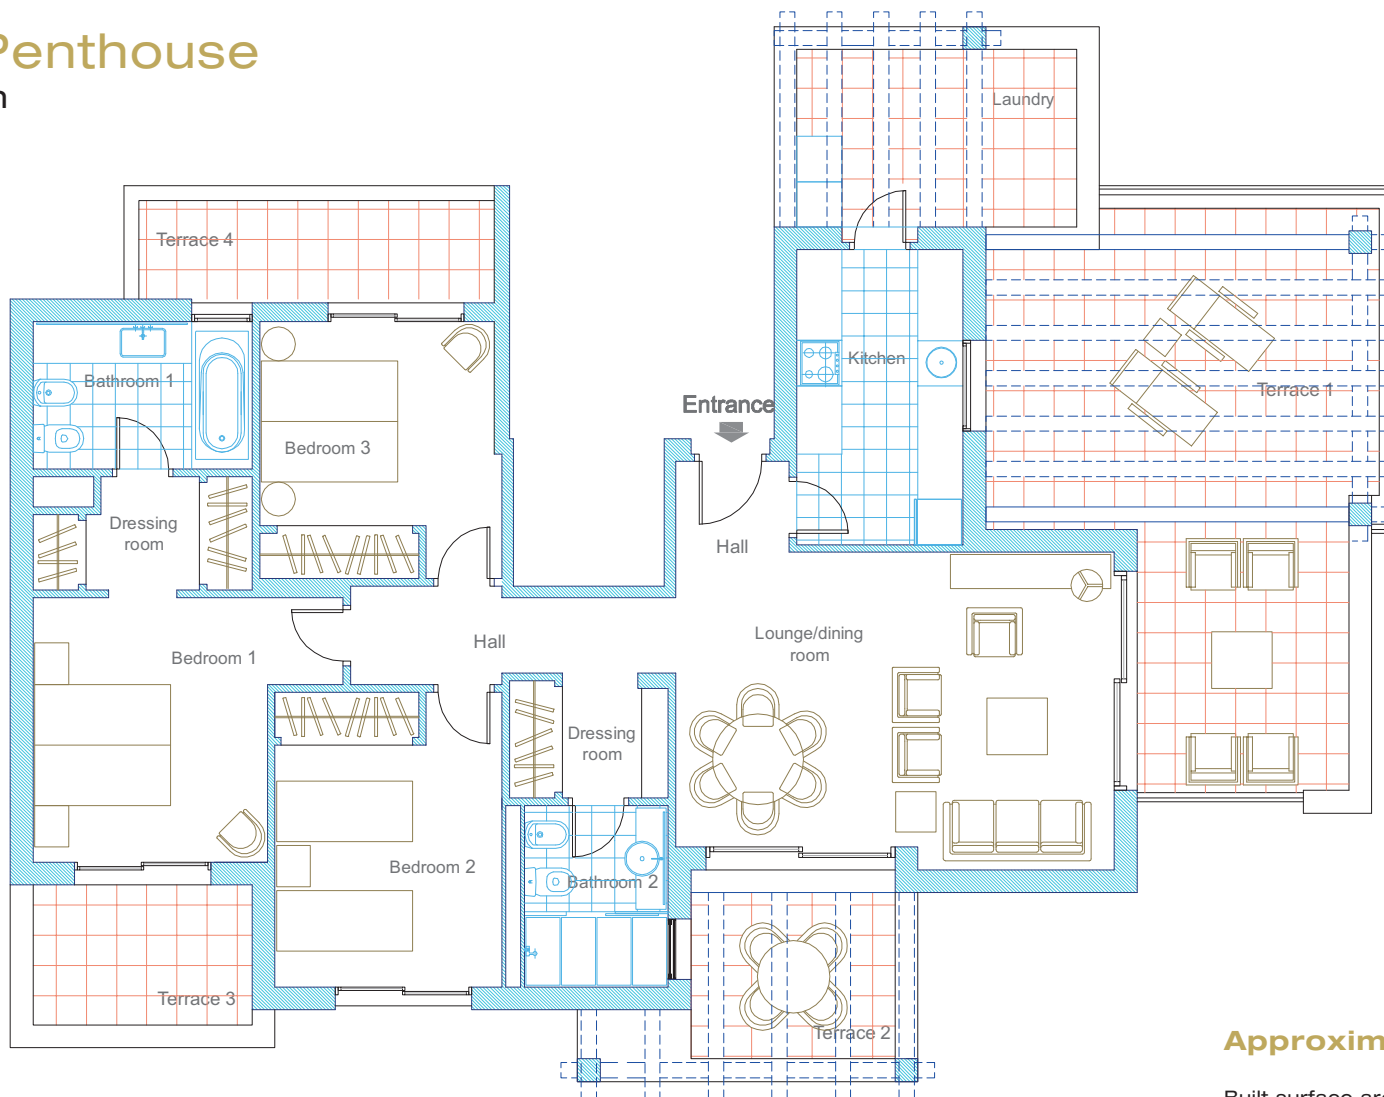 Penthouse
Laundry
Terrace 4
Kitchen
Bathroom 1
Terrace 1
Entrance
Bedroom 3
Dressing
room
Hall
Hall
Lounge/dining
room
Bedroom 1
Dressing
room
Bedroom 2
Bathroom 2
Terrace 3
Terrace 2